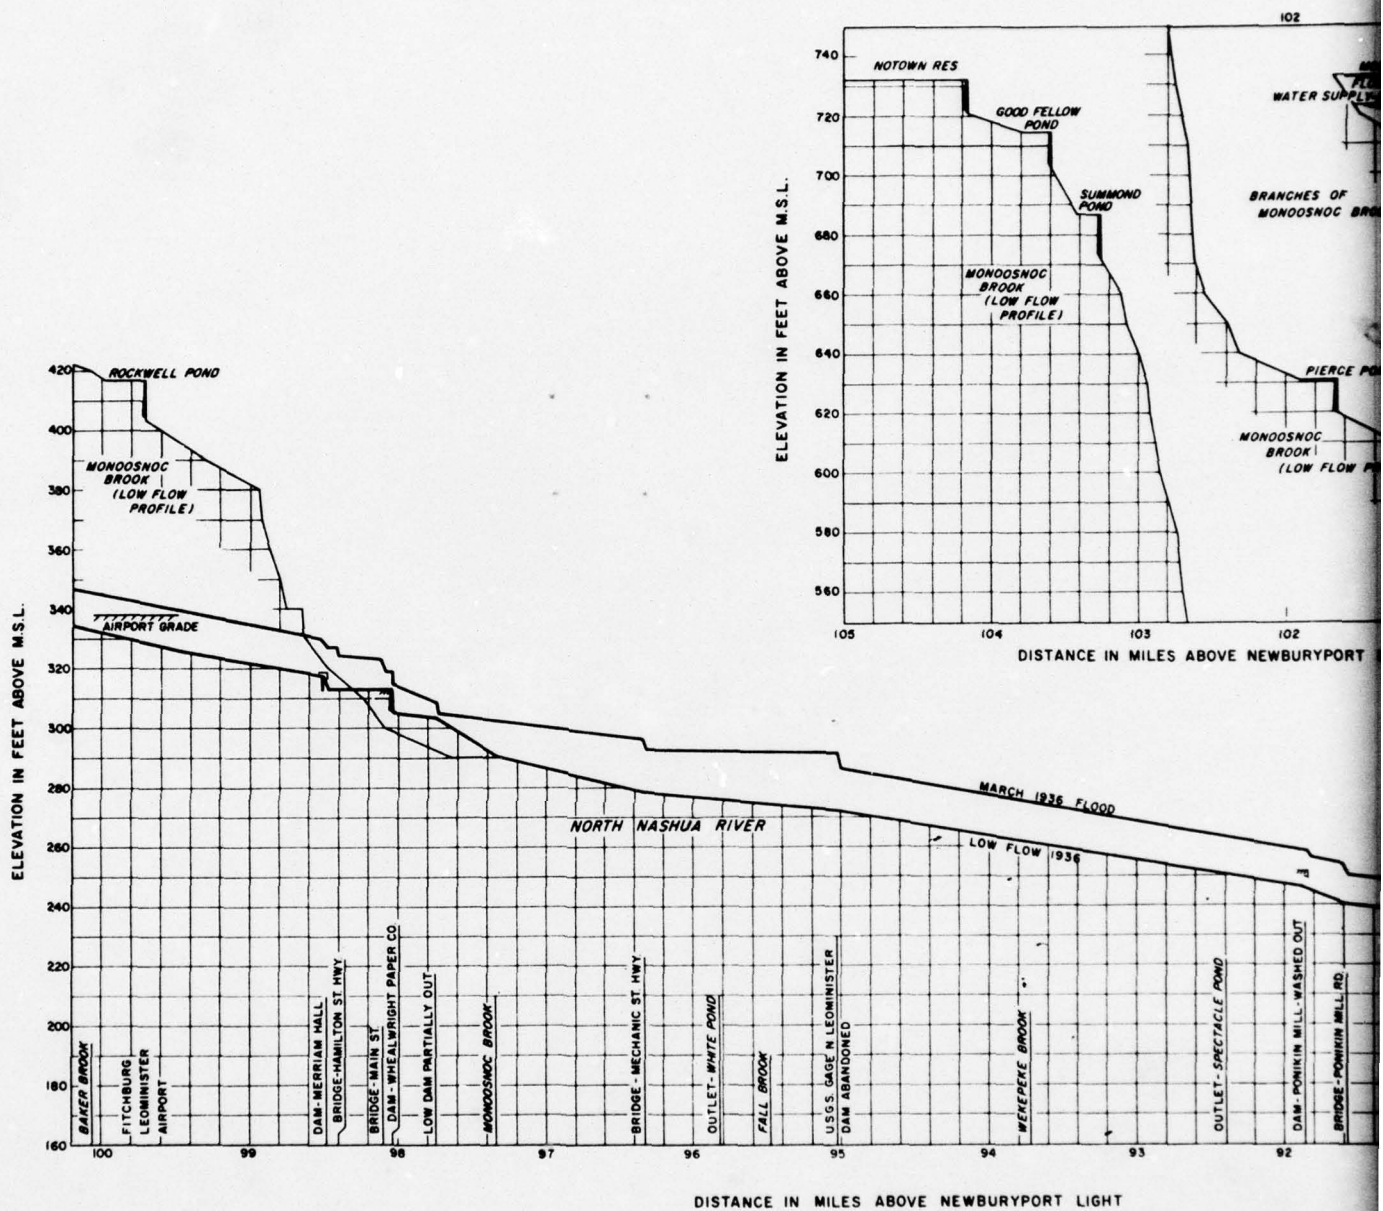 102
740
720
700
680
660
640
620
600
580
560
ELEVATION IN FEET ABOVE M.S.L.
NOTOWN RES
GOOD FELLOW
POND
SUMMOND
POND
MONOOSNOC
BROOK
(LOW FLOW
PROFILE)
WATER SUPPLY
BRANCHES OF
MONOOSNOC
PIERCE
MONOOSNOC
BROOK
(LOW FLOW
105
104
103
102
DISTANCE IN MILES ABOVE NEWBURYPORT
420
400
380
360
340
320
300
280
260
240
220
200
180
160
ELEVATION IN FEET ABOVE M.S.L.
ROCKWELL POND
MONOOSNOC
BROOK
(LOW FLOW
PROFILE)
AIRPORT GRADE
NORTH NASHUA RIVER
MARCH 1936 FLOOD
LOW FLOW 1936
BAKER BROOK
FITCHBURG
LEOMINISTER
AIRPORT
DAM-MERRIAM HALL
BRIDGE-HAMILTON ST. HWY.
BRIDGE-MAIN ST.
DAM-WHEALWRIGHT PAPER CO.
LOW DAM PARTIALLY OUT
MONOOSNOC BROOK
BRIDGE-MECHANIC ST. HWY.
OUTLET-WHITE POND
FALL BROOK
U.S.G.S. GAGE N LEOMINISTER
DAM ABANDONED
WEKEPEKE BROOK
OUTLET-SPECTACLE POND
DAM-PONIKIN MILL-WASHED OUT
BRIDGE-PONIKIN MILL RD.
100
99
98
97
96
95
94
93
92
DISTANCE IN MILES ABOVE NEWBURYPORT LIGHT